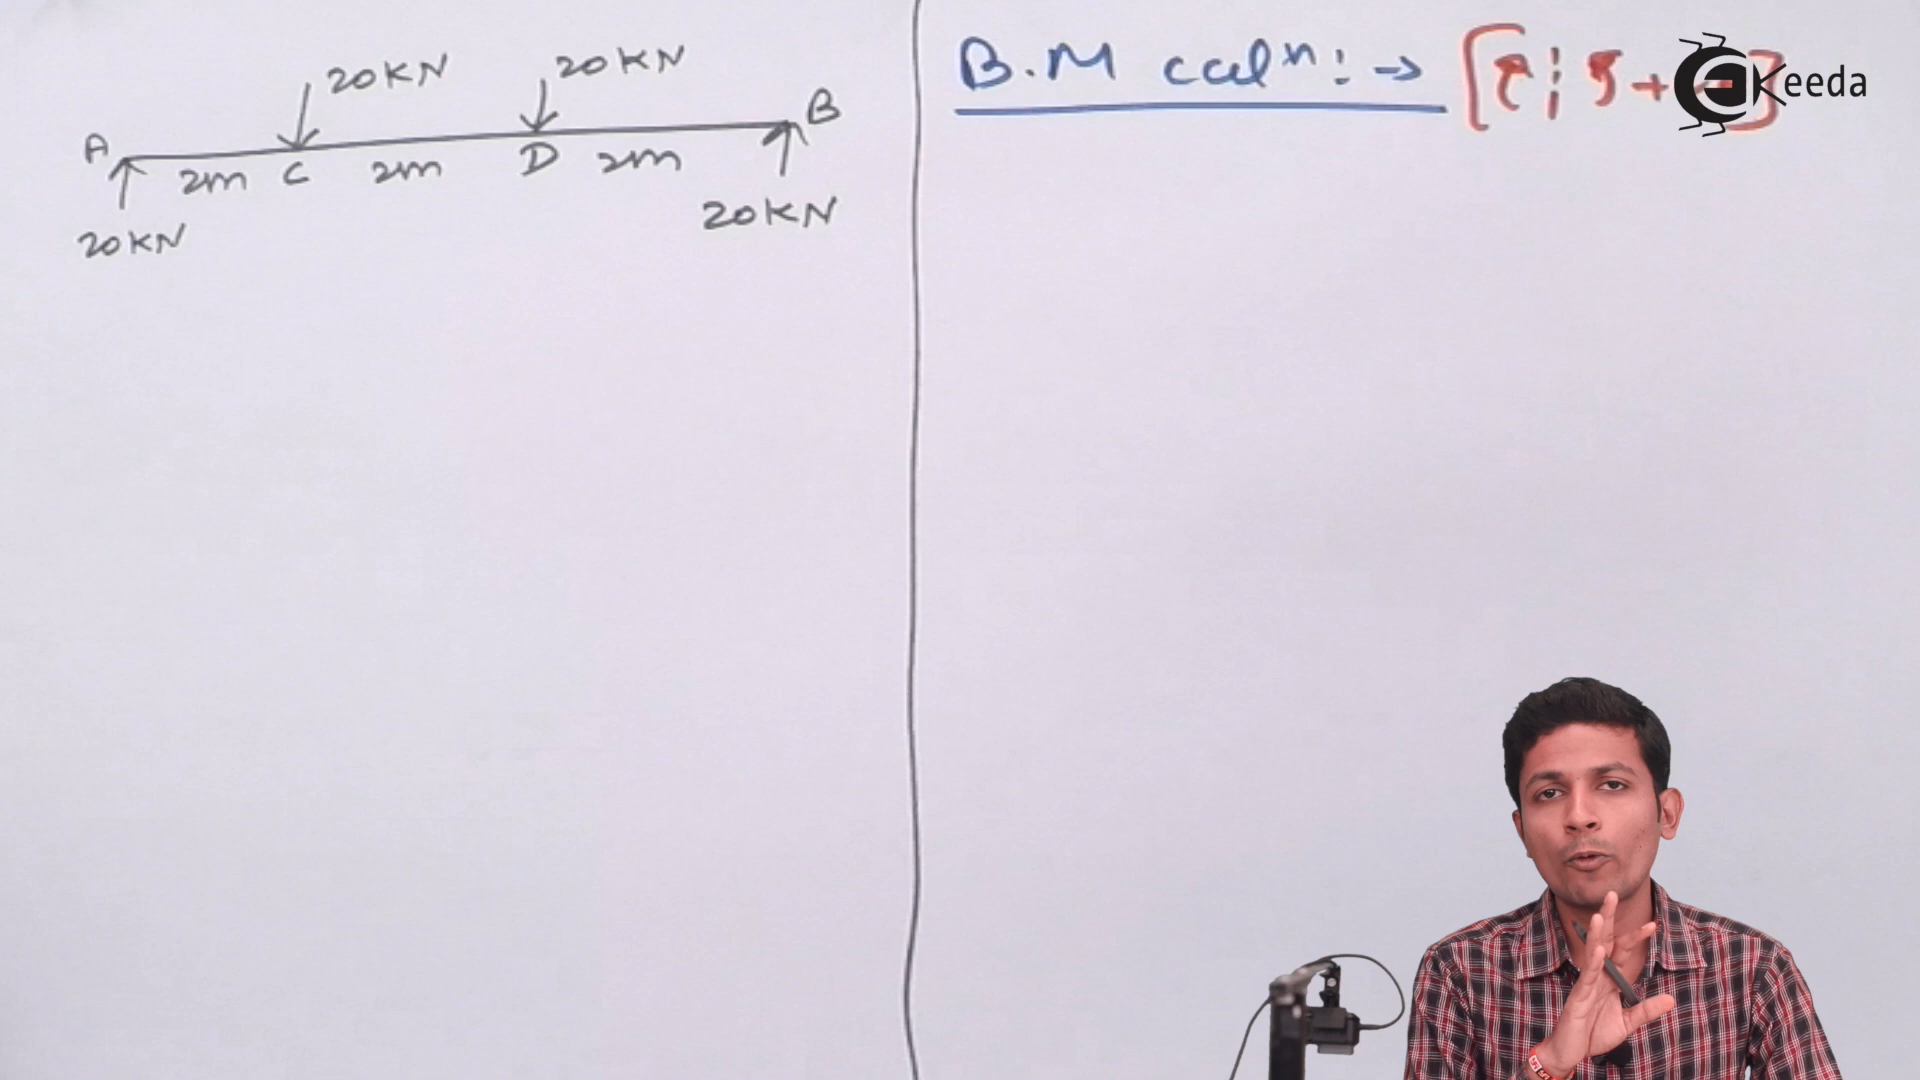 20KN 20KN
A B
2m C 2m D 2m
20KN 20KN
B.M calⁿ: →
Keeda